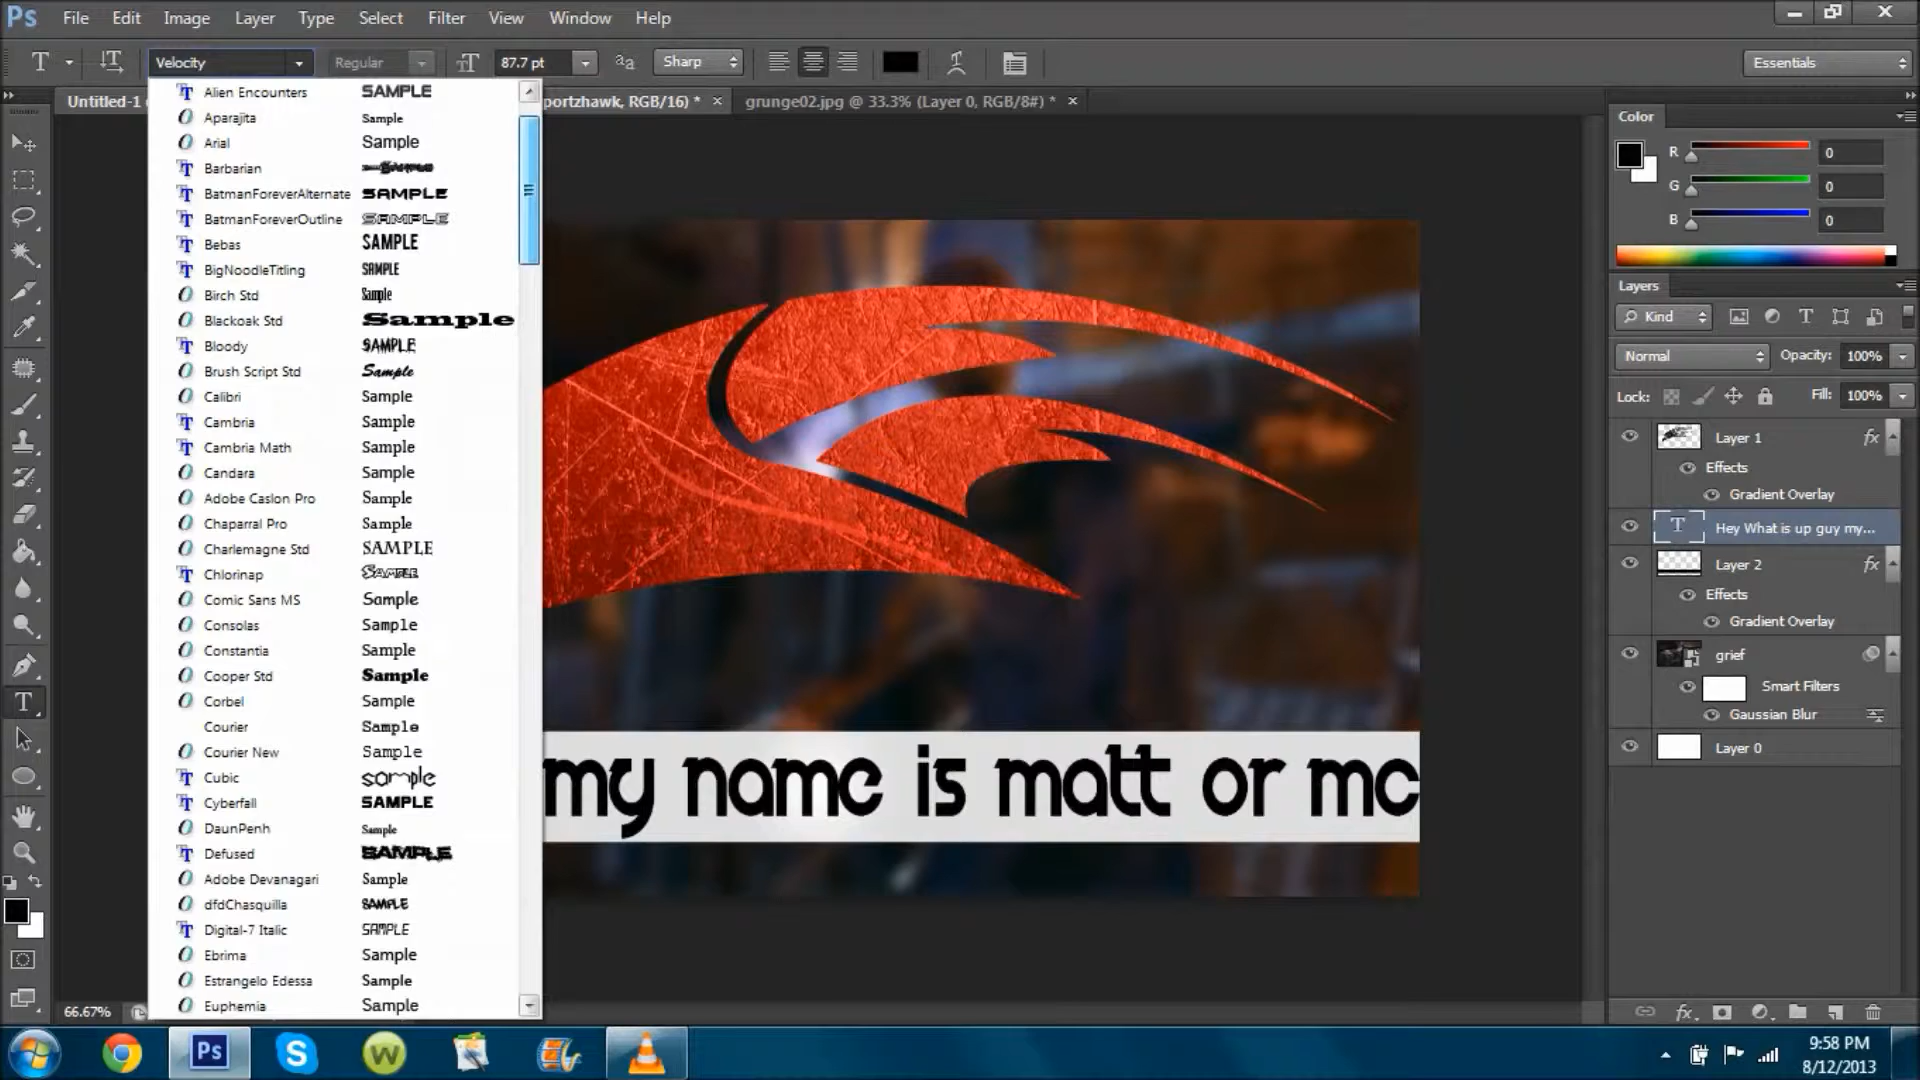 Ps File Edit Image Layer Type Select Filter View Window Help
T Velocity Regular 87.7 pt Sharp Essentials
Untitled-1 portzhawk, RGB/16) * × grunge02.jpg @ 33.3% (Layer 0, RGB/8#) * ×
Alien Encounters SAMPLE
Aparajita Sample
Arial Sample
Barbarian Sample
BatmanForeverAlternate SAMPLE
BatmanForeverOutline SAMPLE
Bebas SAMPLE
BigNoodleTitling SAMPLE
Birch Std Sample
Blackoak Std Sample
Bloody SAMPLE
Brush Script Std Sample
Calibri Sample
Cambria Sample
Cambria Math Sample
Candara Sample
Adobe Caslon Pro Sample
Chaparral Pro Sample
Charlemagne Std SAMPLE
Chlorinap SAMPLE
Comic Sans MS Sample
Consolas Sample
Constantia Sample
Cooper Std Sample
Corbel Sample
Courier Sample
Courier New Sample
Cubic sample
Cyberfall SAMPLE
DaunPenh Sample
Defused SAMPLE
Adobe Devanagari Sample
dfdChasquilla SAMPLE
Digital-7 Italic SAMPLE
Ebrima Sample
Estrangelo Edessa Sample
Euphemia Sample
my name is matt or mc
66.67%
Color
R 0
G 0
B 0
Layers
Kind
Normal Opacity: 100%
Lock: Fill: 100%
Layer 1 fx
Effects
Gradient Overlay
T Hey What is up guy my...
Layer 2 fx
Effects
Gradient Overlay
grief
Smart Filters
Gaussian Blur
Layer 0
fx
Ps S W
9:58 PM
8/12/2013